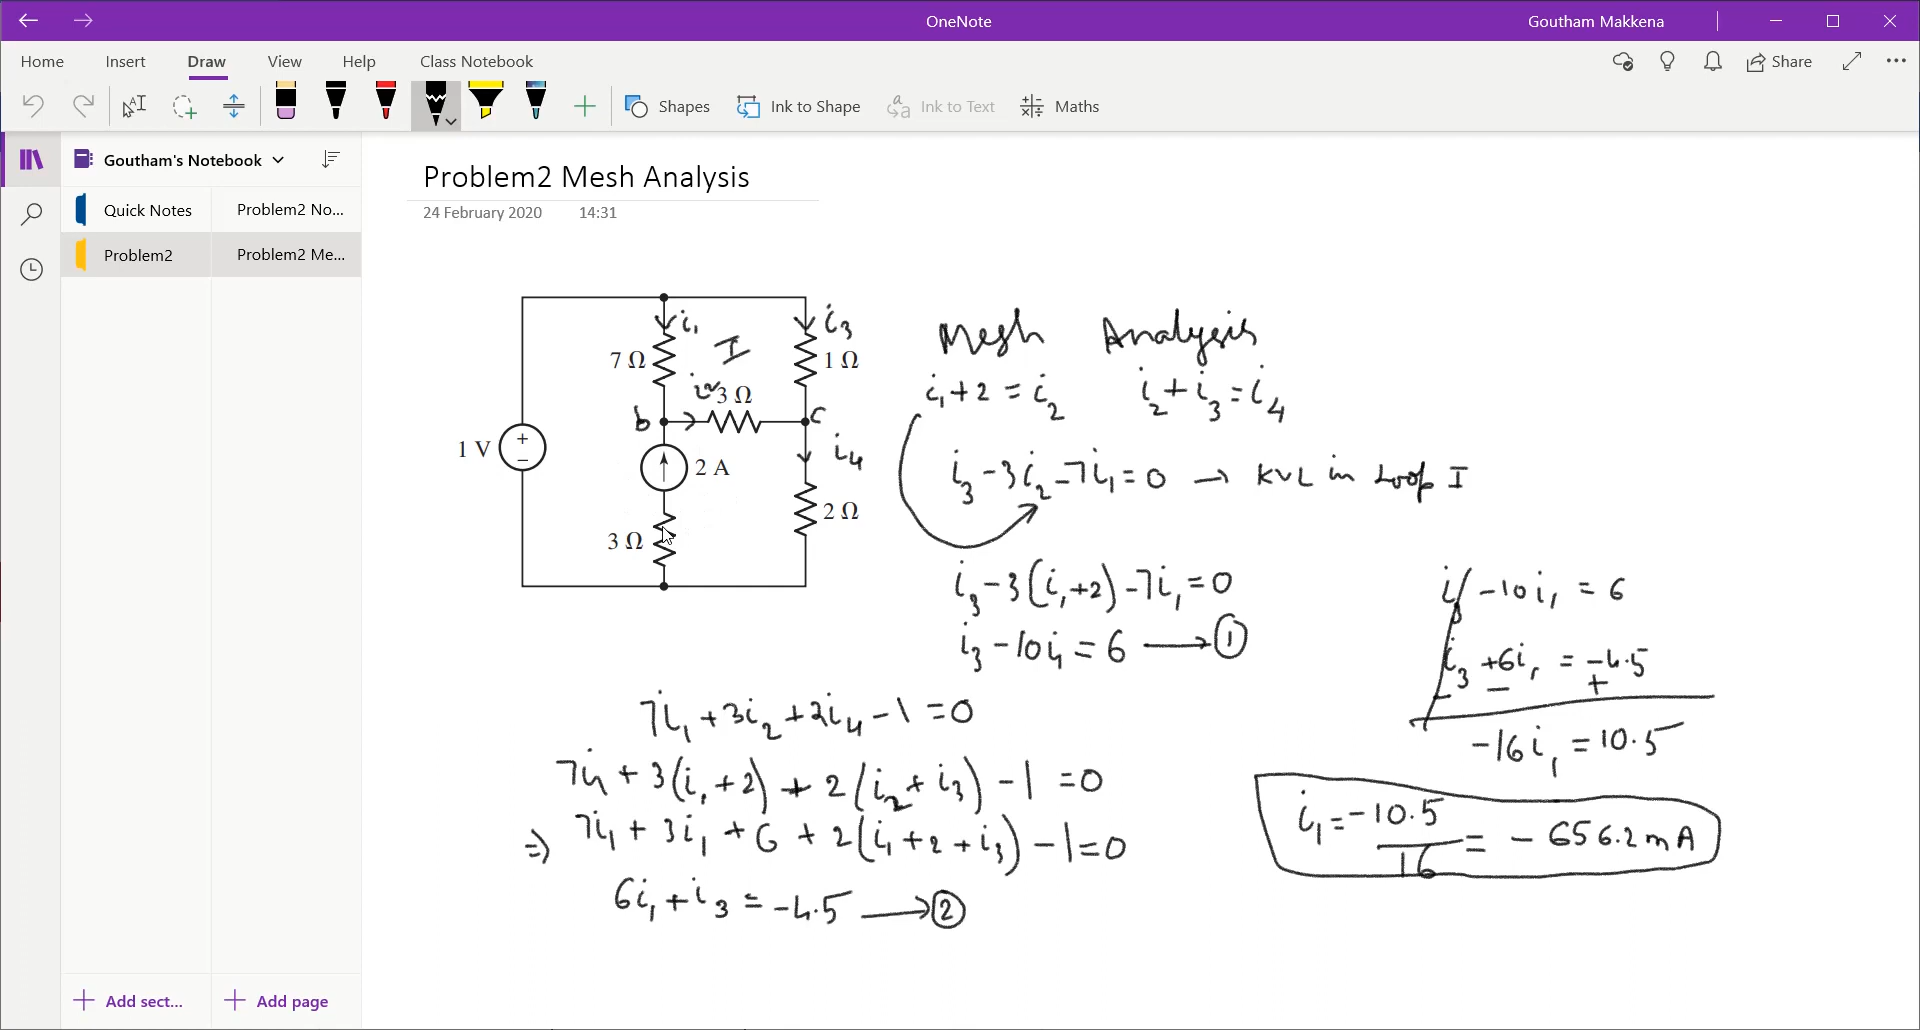 OneNote
Goutham Makkena
Home Insert Draw View Help Class Notebook
Share
Shapes Ink to Shape Ink to Text Maths
Goutham's Notebook
Quick Notes
Problem2
Problem2 No...
Problem2 Me...
Add sect...
Add page
Problem2 Mesh Analysis
24 February 2020 14:31
i₁ i₃
7 Ω I 1 Ω
i₂ 3 Ω
b c
1 V + −
2 A i₄
3 Ω 2 Ω
Mesh Analysis
i₁ + 2 = i₂ i₂ + i₃ = i₄
i₃ - 3i₂ - 7i₁ = 0 → KVL in Loop I
i₃ - 3(i₁+2) - 7i₁ = 0
i₃ - 10i₁ = 6 → ①
7i₁ + 3i₂ + 2i₄ - 1 = 0
7i₁ + 3(i₁ + 2) + 2(i₂ + i₃) - 1 = 0
⇒ 7i₁ + 3i₁ + 6 + 2(i₁ + 2 + i₃) - 1 = 0
6i₁ + i₃ = -4.5 → ②
i₃ - 10i₁ = 6
i₃ + 6i₁ = -4.5
− − +
-16i₁ = 10.5
i₁ = -10.5/16 = - 656.2 mA